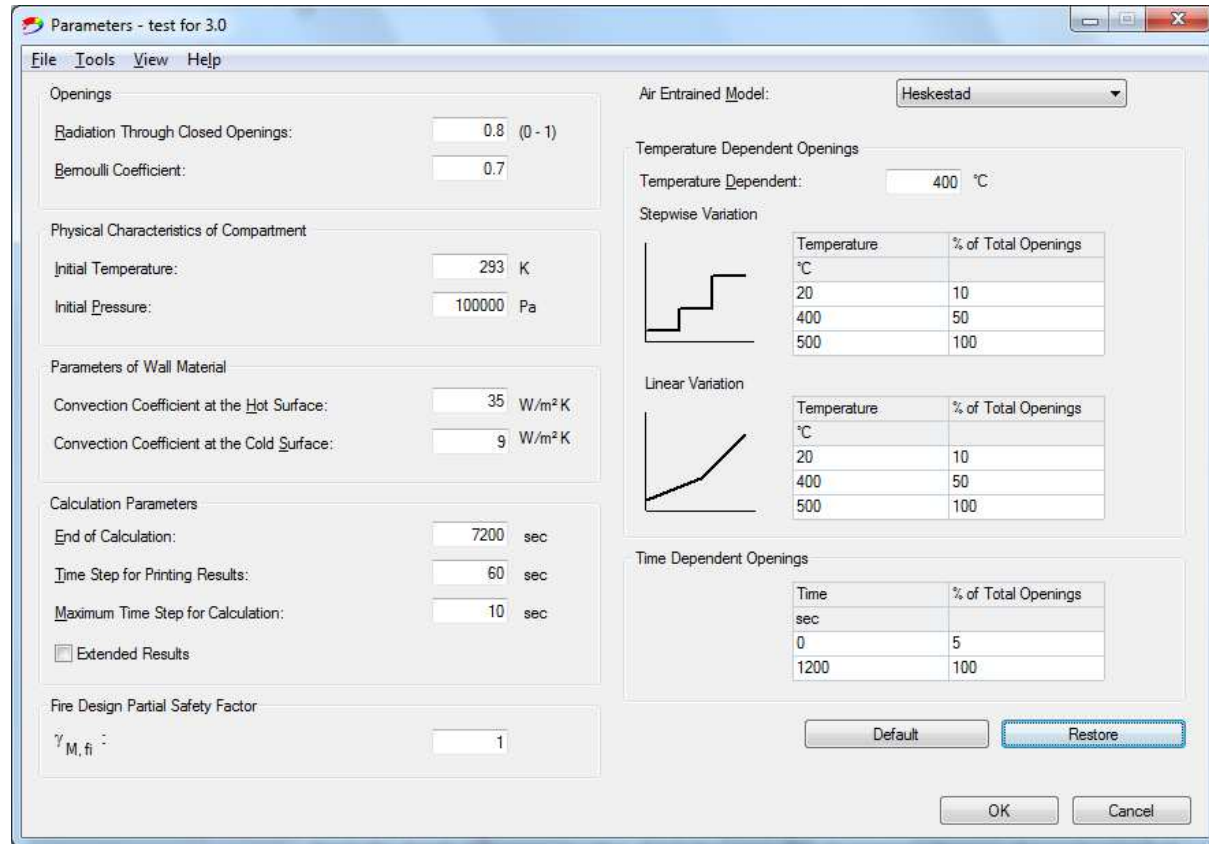 Parameters - test for 3.0
File Tools View Help
Openings
Radiation Through Closed Openings: 0.8 (0 - 1)
Bernoulli Coefficient: 0.7
Physical Characteristics of Compartment
Initial Temperature: 293 K
Initial Pressure: 100000 Pa
Parameters of Wall Material
Convection Coefficient at the Hot Surface: 35 W/m² K
Convection Coefficient at the Cold Surface: 9 W/m² K
Calculation Parameters
End of Calculation: 7200 sec
Time Step for Printing Results: 60 sec
Maximum Time Step for Calculation: 10 sec
Extended Results
Fire Design Partial Safety Factor
γ M, fi : 1
Air Entrained Model: Heskestad
Temperature Dependent Openings
Temperature Dependent: 400 °C
Stepwise Variation
Temperature % of Total Openings
°C
20 10
400 50
500 100
Linear Variation
Temperature % of Total Openings
°C
20 10
400 50
500 100
Time Dependent Openings
Time % of Total Openings
sec
0 5
1200 100
Default Restore
OK Cancel